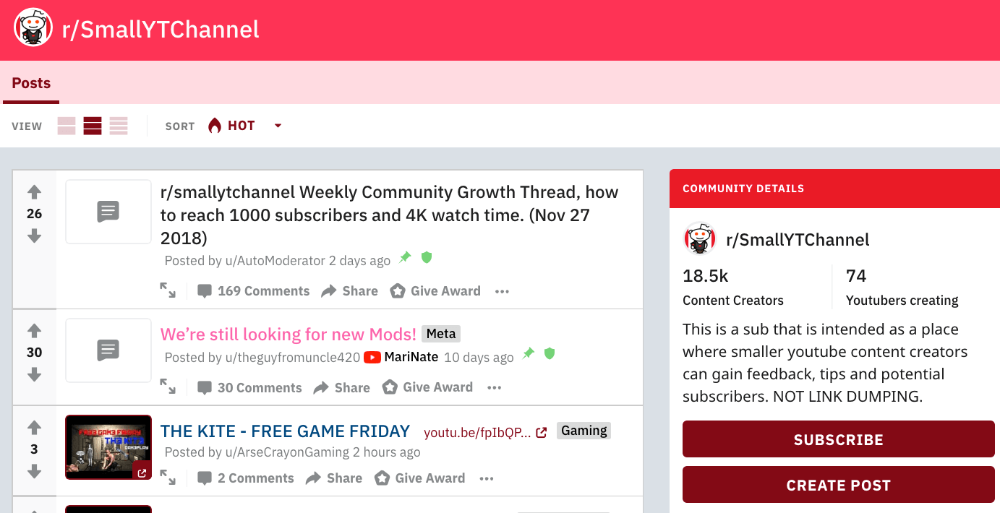 r/SmallYTChannel
Posts
VIEW
SORT
HOT
26
r/smallytchannel Weekly Community Growth Thread, how
to reach 1000 subscribers and 4K watch time. (Nov 27
2018)
Posted by u/AutoModerator 2 days ago
169 Comments Share Give Award
30
We’re still looking for new Mods! Meta
Posted by u/theguyfromuncle420 MariNate 10 days ago
30 Comments Share Give Award
3
FREE GAME FRIDAY
THE KITE
GAMEPLAY
THE KITE - FREE GAME FRIDAY youtu.be/fpIbQP... Gaming
Posted by u/ArseCrayonGaming 2 hours ago
2 Comments Share Give Award
COMMUNITY DETAILS
r/SmallYTChannel
18.5k
Content Creators
74
Youtubers creating
This is a sub that is intended as a place
where smaller youtube content creators
can gain feedback, tips and potential
subscribers. NOT LINK DUMPING.
SUBSCRIBE
CREATE POST